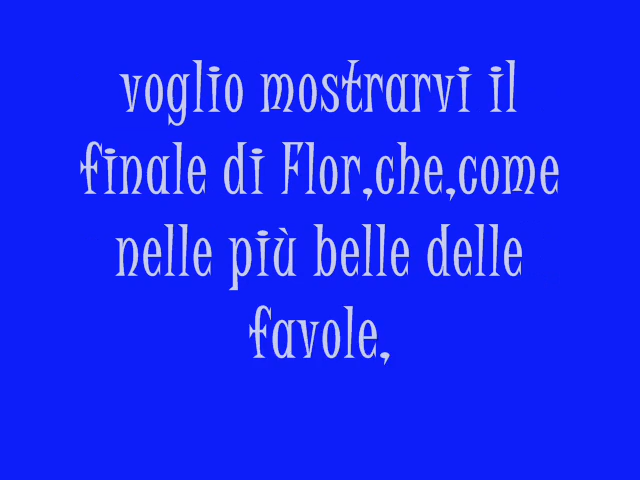 voglio mostrarvi il
finale di Flor,che,come
nelle più belle delle
favole,